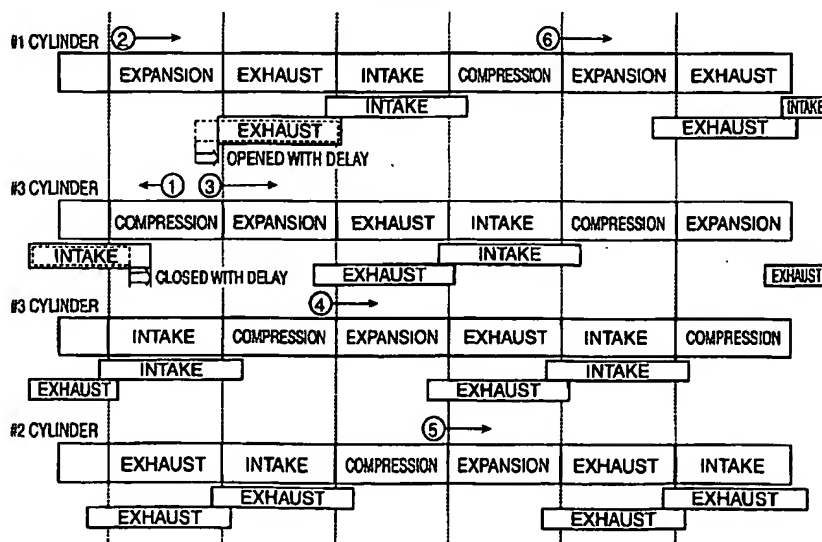 #1 CYLINDER ② ⑥
EXPANSION EXHAUST INTAKE COMPRESSION EXPANSION EXHAUST
INTAKE INTAKE
EXHAUST EXHAUST
OPENED WITH DELAY
#3 CYLINDER ① ③
COMPRESSION EXPANSION EXHAUST INTAKE COMPRESSION EXPANSION
INTAKE INTAKE
CLOSED WITH DELAY EXHAUST EXHAUST
#3 CYLINDER ④
INTAKE COMPRESSION EXPANSION EXHAUST INTAKE COMPRESSION
INTAKE INTAKE
EXHAUST EXHAUST
#2 CYLINDER ⑤
EXHAUST INTAKE COMPRESSION EXPANSION EXHAUST INTAKE
EXHAUST EXHAUST
EXHAUST EXHAUST